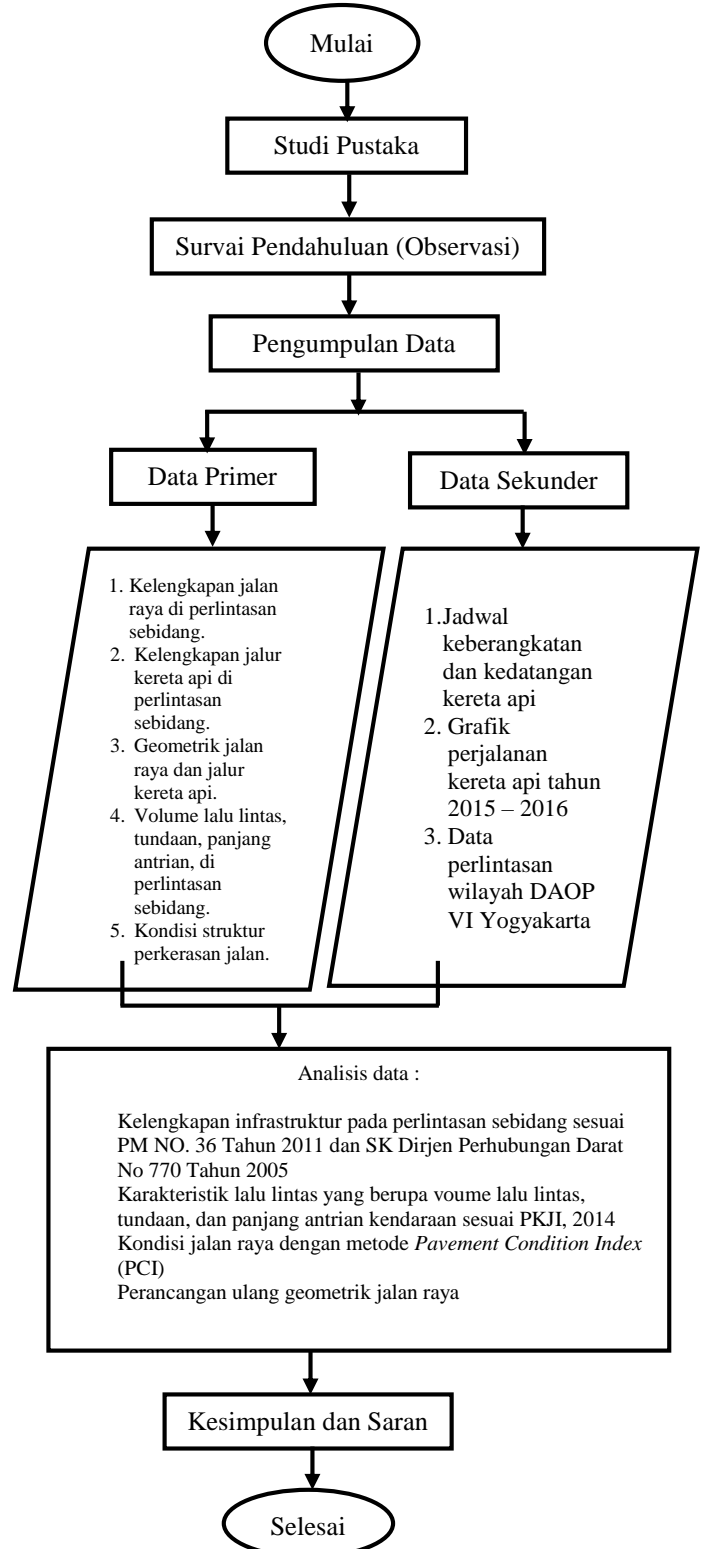 Mulai
Studi Pustaka
Survai Pendahuluan (Observasi)
Pengumpulan Data
Data Primer
Data Sekunder
1. Kelengkapan jalan
raya di perlintasan
sebidang.
2. Kelengkapan jalur
kereta api di
perlintasan
sebidang.
3. Geometrik jalan
raya dan jalur
kereta api.
4. Volume lalu lintas,
tundaan, panjang
antrian, di
perlintasan
sebidang.
5. Kondisi struktur
perkerasan jalan.
1.Jadwal
keberangkatan
dan kedatangan
kereta api
2. Grafik
perjalanan
kereta api tahun
2015 – 2016
3. Data
perlintasan
wilayah DAOP
VI Yogyakarta
Analisis data :
Kelengkapan infrastruktur pada perlintasan sebidang sesuai
PM NO. 36 Tahun 2011 dan SK Dirjen Perhubungan Darat
No 770 Tahun 2005
Karakteristik lalu lintas yang berupa voume lalu lintas,
tundaan, dan panjang antrian kendaraan sesuai PKJI, 2014
Kondisi jalan raya dengan metode Pavement Condition Index
(PCI)
Perancangan ulang geometrik jalan raya
Kesimpulan dan Saran
Selesai